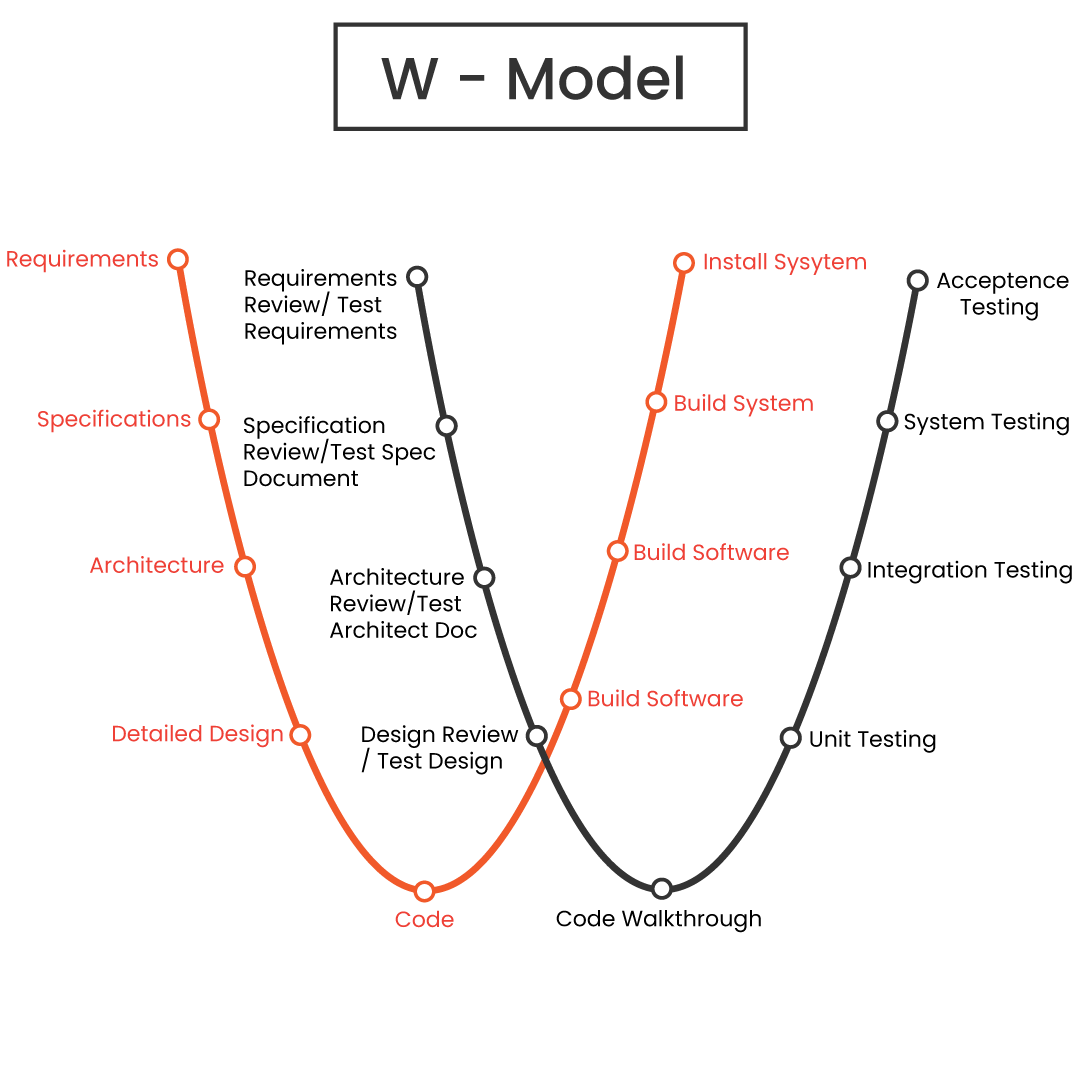 W - Model
Requirements
Requirements
Review/ Test
Requirements
Install Sysytem
Acceptence
Testing
Specifications
Specification
Review/Test Spec
Document
Build System
System Testing
Architecture
Architecture
Review/Test
Architect Doc
Build Software
Integration Testing
Detailed Design
Design Review
/ Test Design
Build Software
Unit Testing
Code
Code Walkthrough